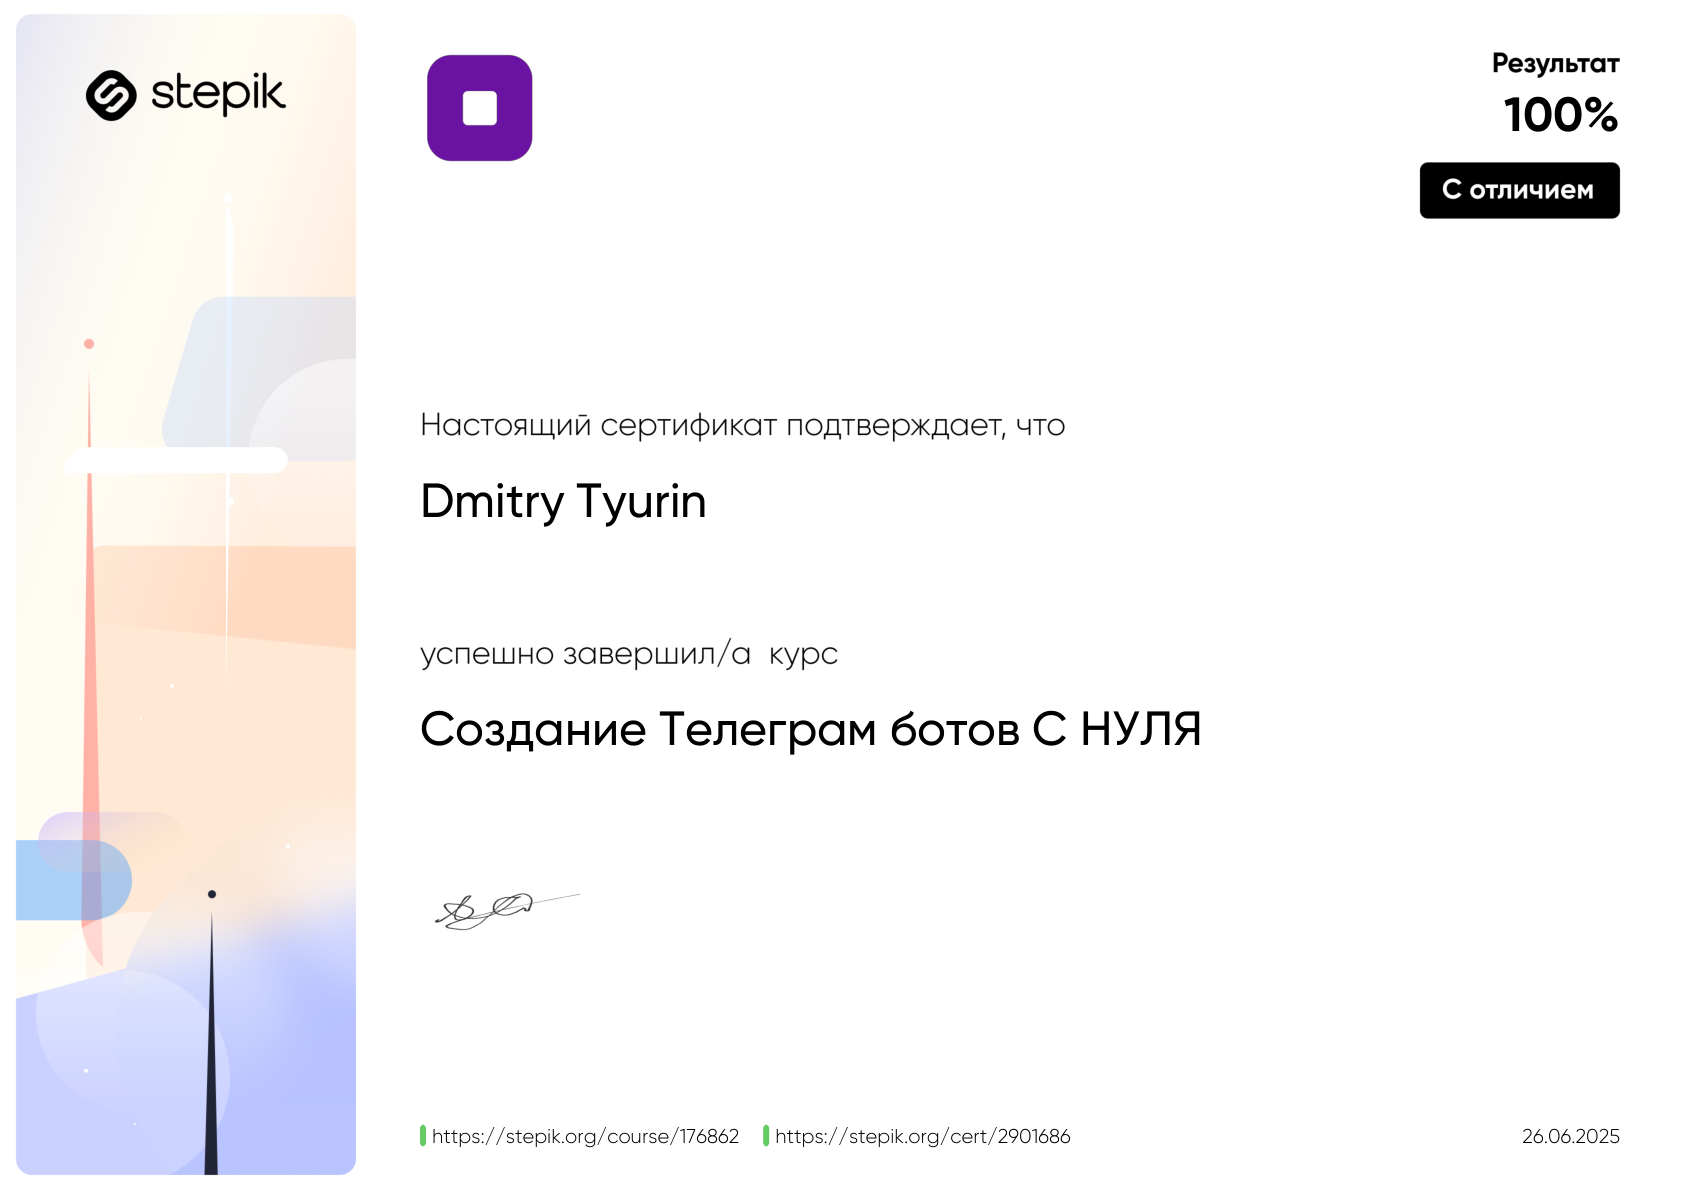 stepik
Результат
100%
С отличием
Настоящий сертификат подтверждает, что
Dmitry Tyurin
успешно завершил/а курс
Создание Телеграм ботов С НУЛЯ
https://stepik.org/course/176862 https://stepik.org/cert/2901686 26.06.2025